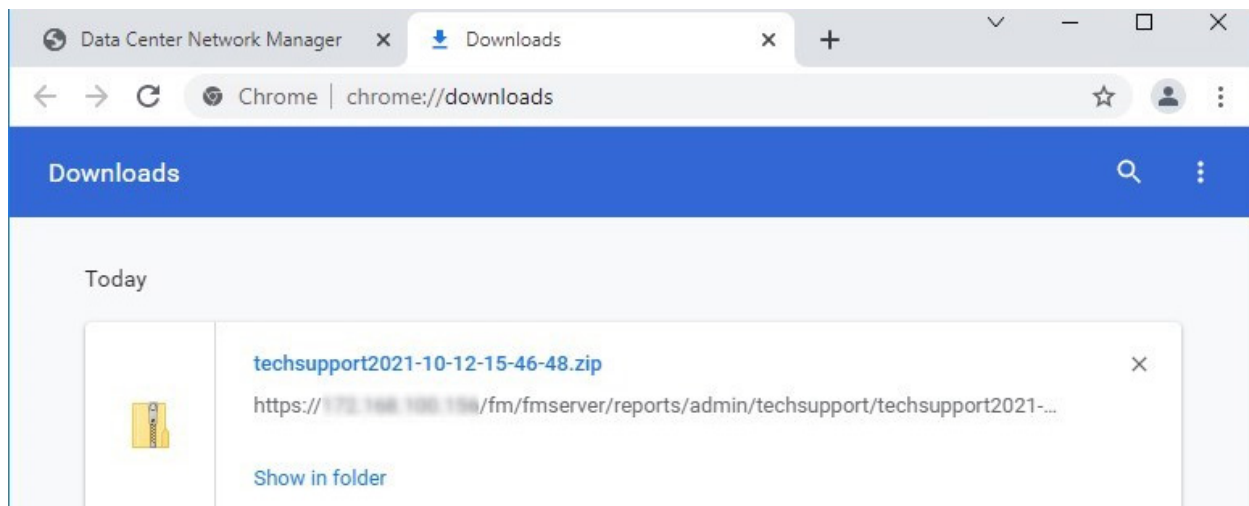 Data Center Network Manager
Downloads
Chrome | chrome://downloads
Downloads
Today
techsupport2021-10-12-15-46-48.zip
https:// /fm/fmserver/reports/admin/techsupport/techsupport2021-...
Show in folder